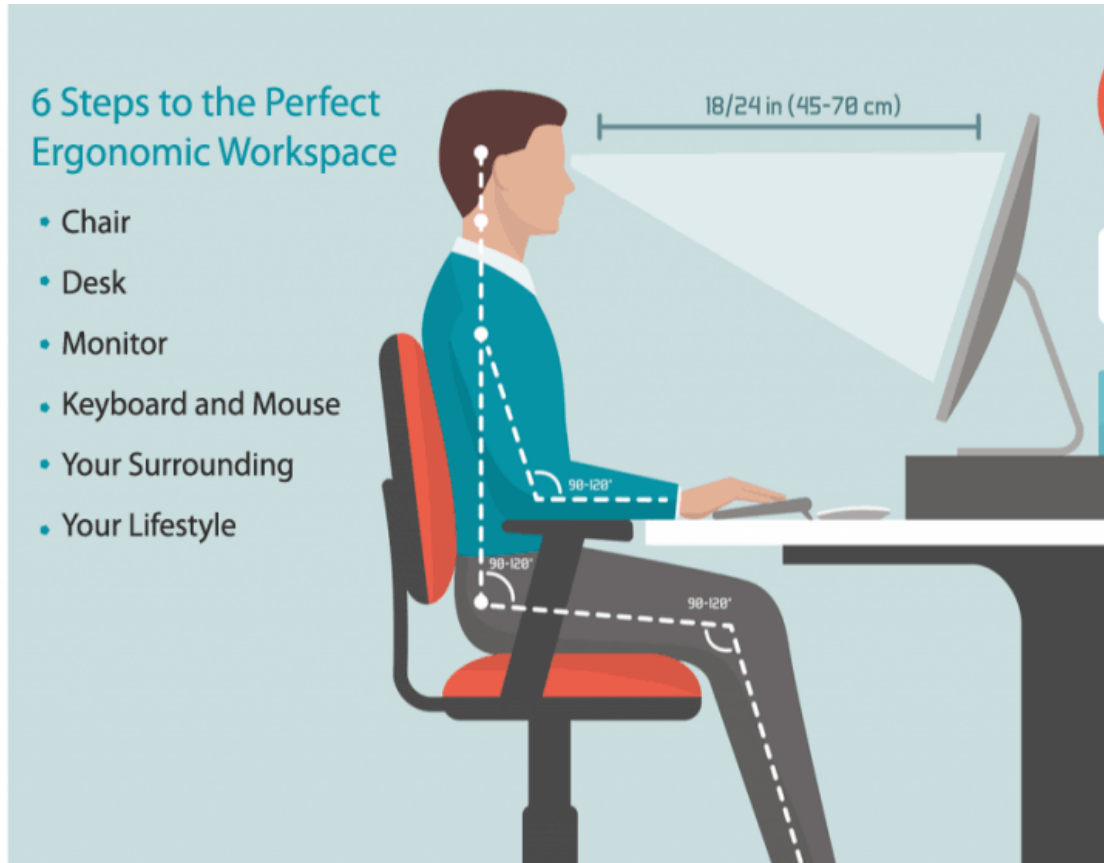 6 Steps to the Perfect
Ergonomic Workspace
• Chair
• Desk
• Monitor
• Keyboard and Mouse
• Your Surrounding
• Your Lifestyle
18/24 in (45-70 cm)
90-120°
90-120°
90-120°